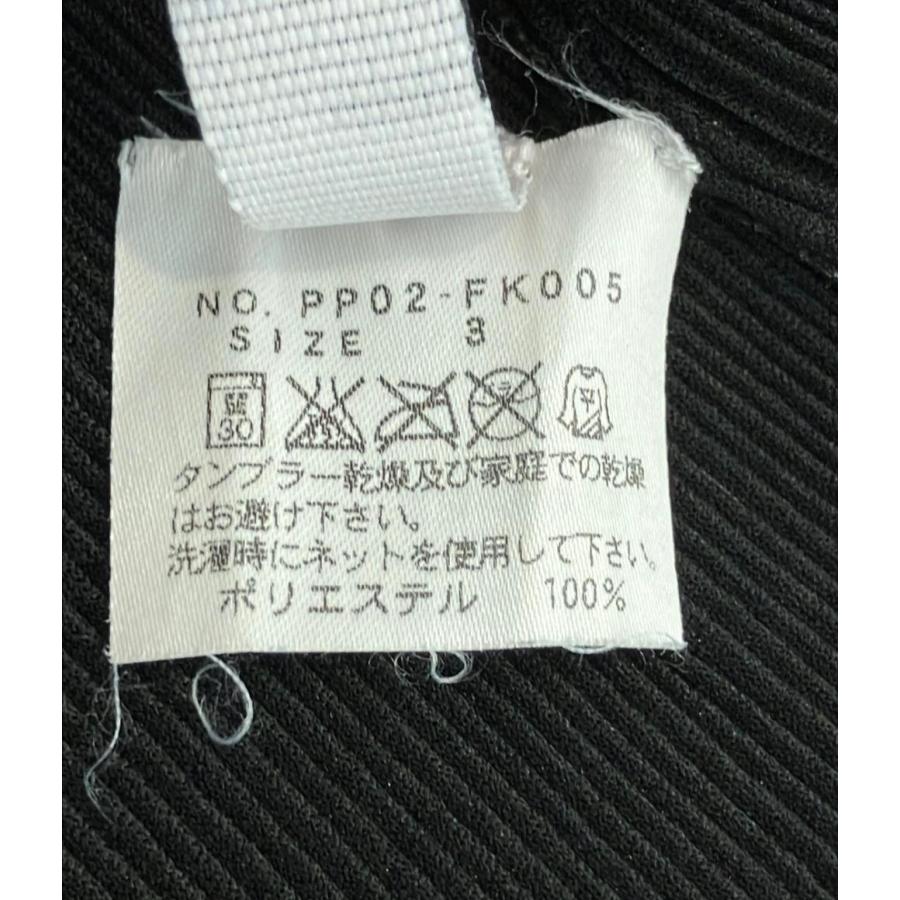 NO. PP02-FK005
SIZE 3
30
平
タンブラー乾燥及び家庭での乾燥
はお避け下さい。
洗濯時にネットを使用して下さい。
ポリエステル 100%